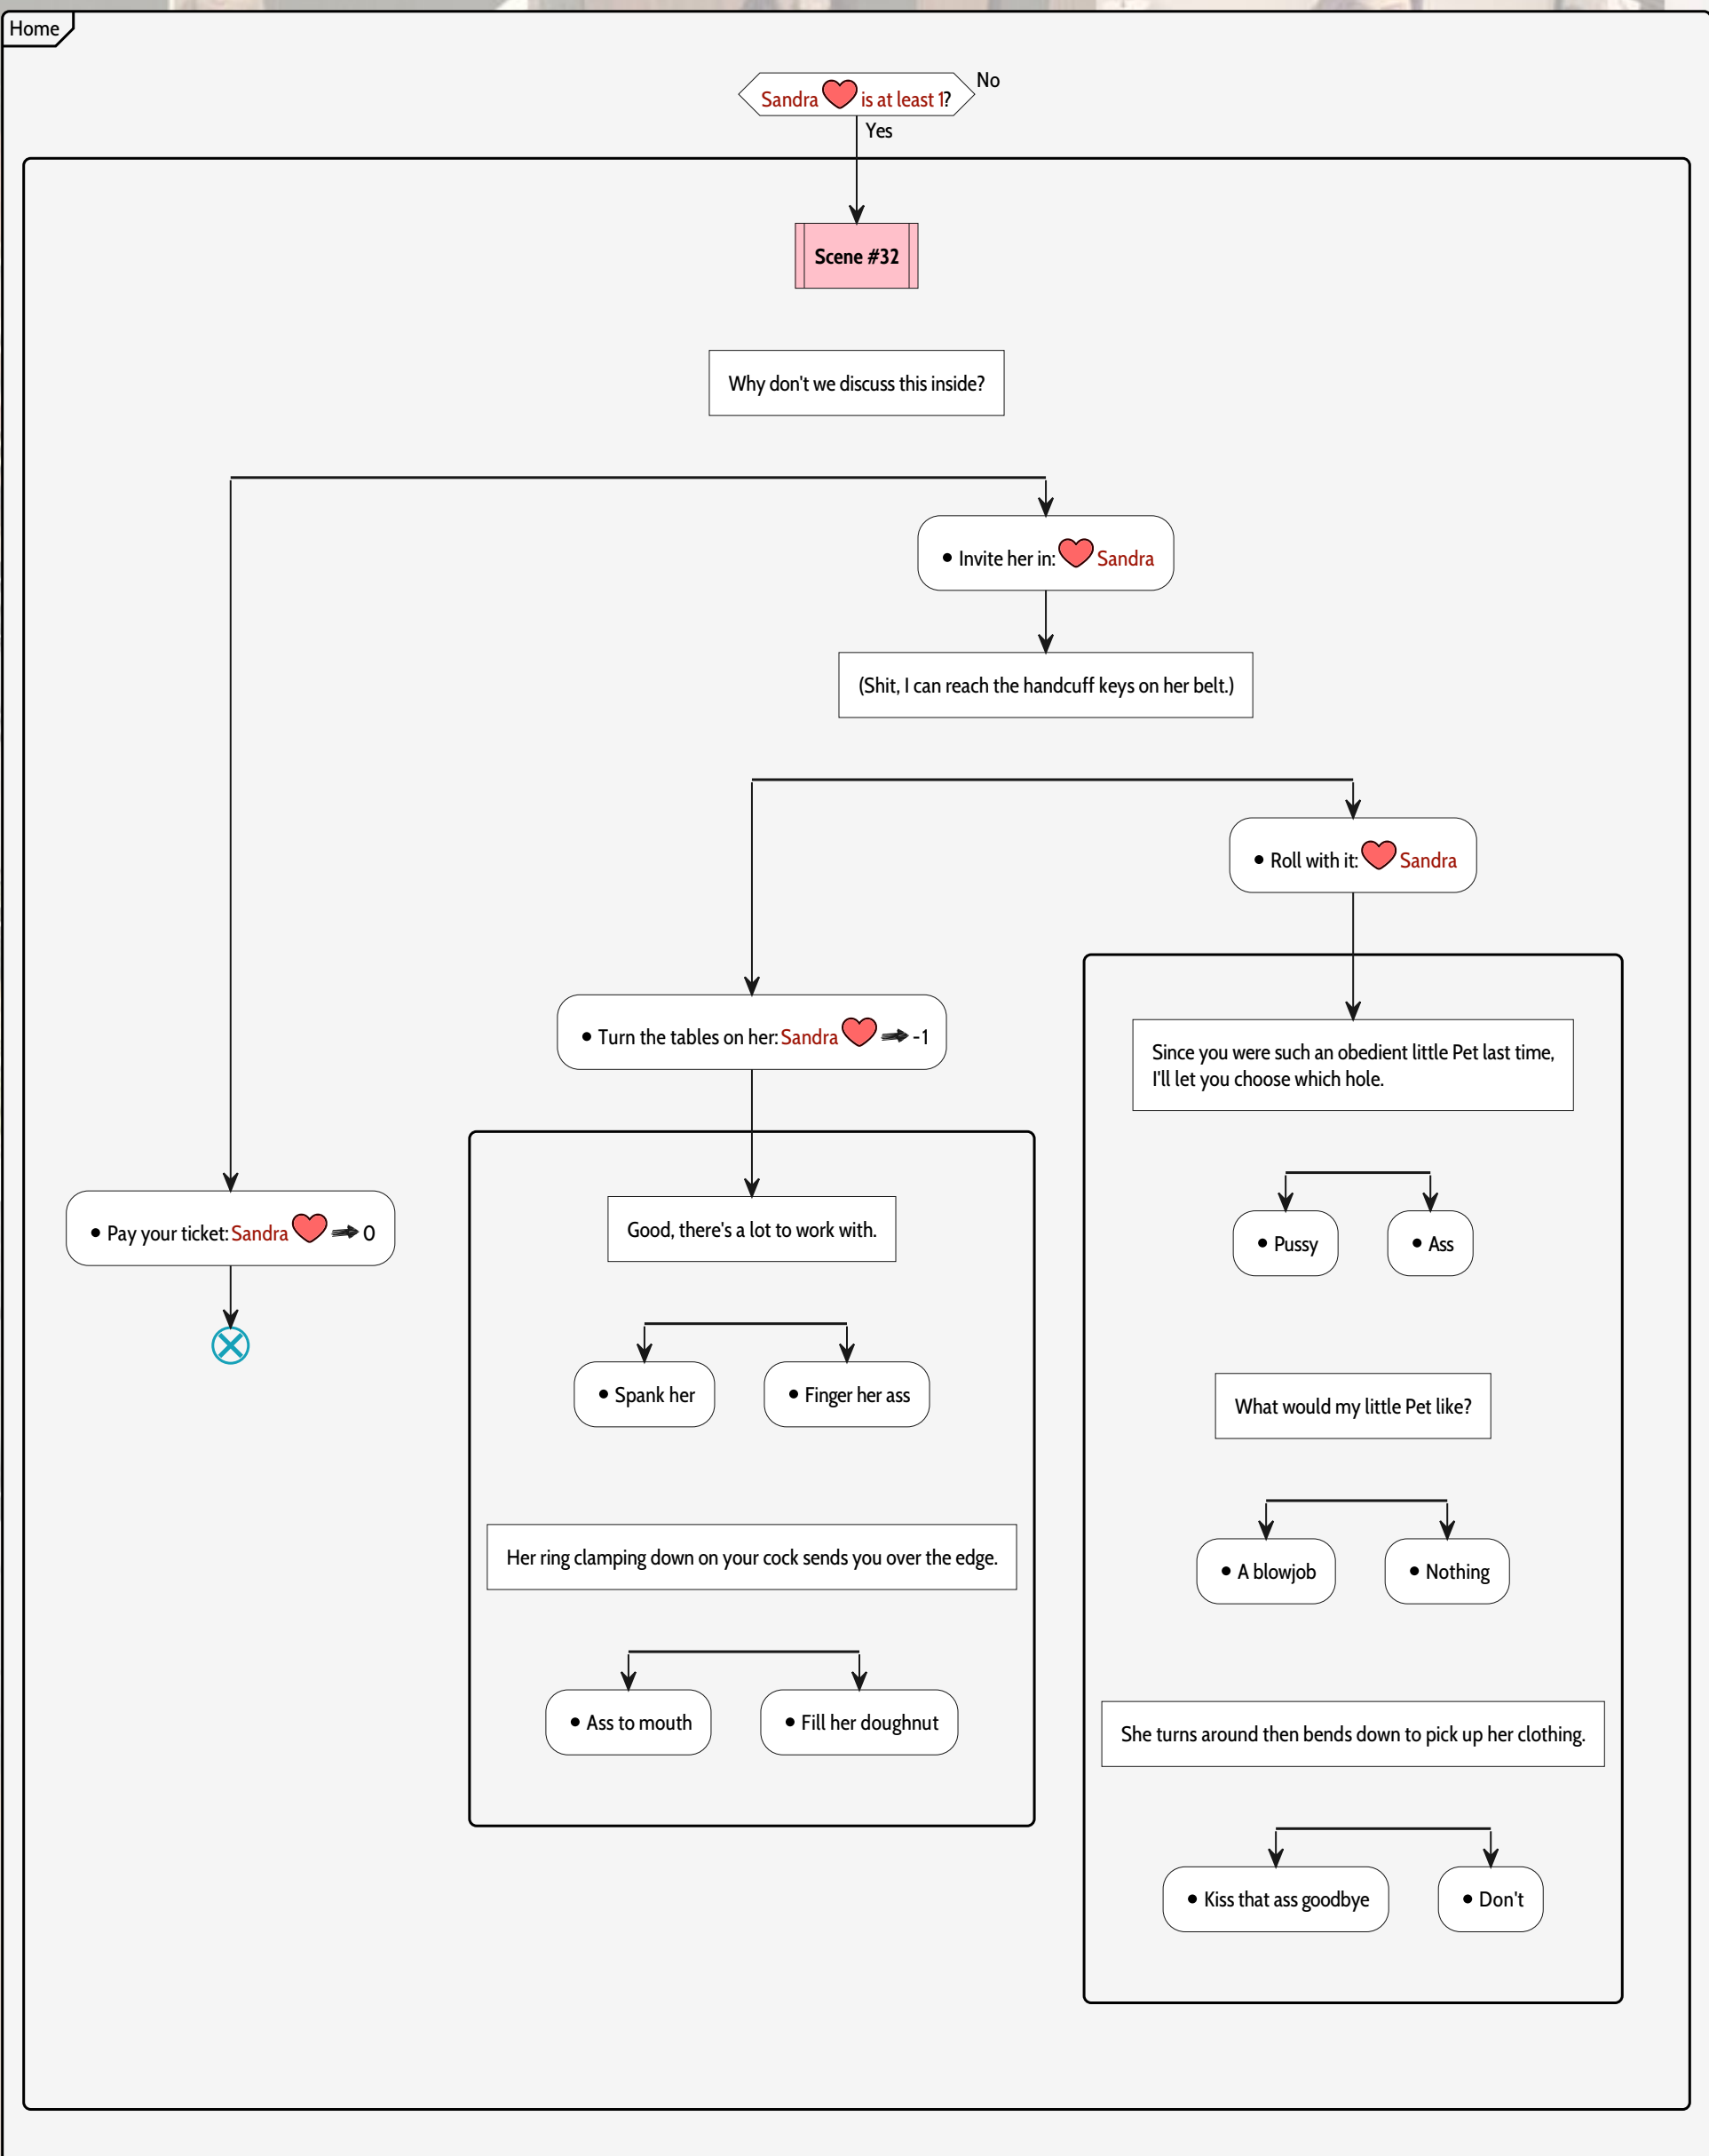 Home
Sandra is at least 1?
No
Yes
Scene #32
Why don't we discuss this inside?
• Invite her in: Sandra
(Shit, I can reach the handcuff keys on her belt.)
• Roll with it: Sandra
• Turn the tables on her: Sandra -1
Since you were such an obedient little Pet last time,
I'll let you choose which hole.
• Pay your ticket: Sandra 0
Good, there's a lot to work with.
• Pussy
• Ass
• Spank her
• Finger her ass
What would my little Pet like?
Her ring clamping down on your cock sends you over the edge.
• A blowjob
• Nothing
• Ass to mouth
• Fill her doughnut
She turns around then bends down to pick up her clothing.
• Kiss that ass goodbye
• Don't